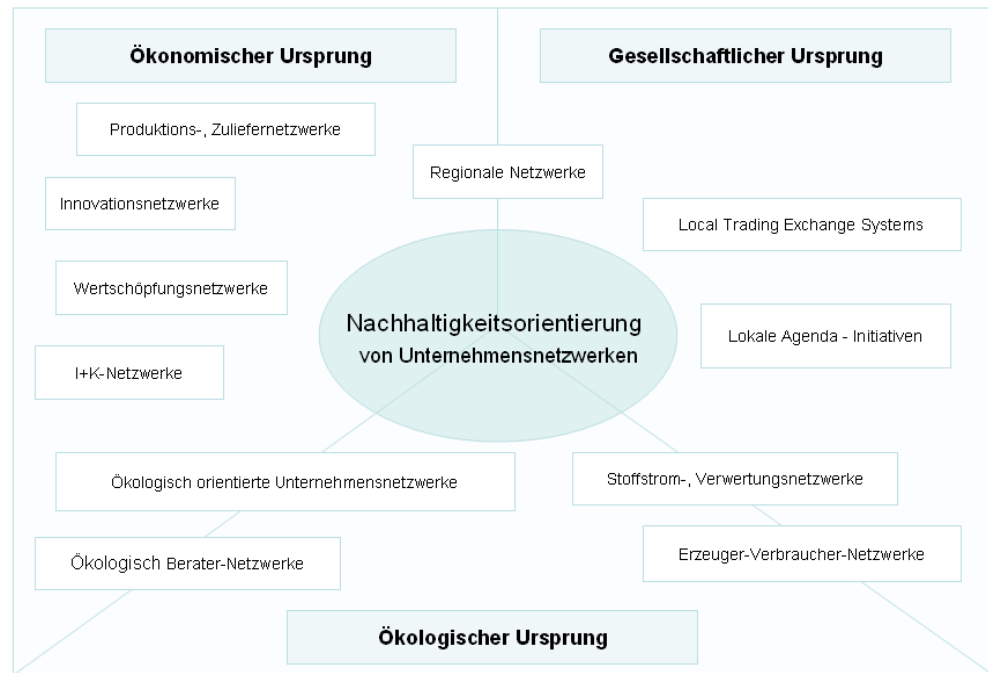 Ökonomischer Ursprung
Gesellschaftlicher Ursprung
Produktions-, Zuliefernetzwerke
Regionale Netzwerke
Innovationsnetzwerke
Local Trading Exchange Systems
Wertschöpfungsnetzwerke
Nachhaltigkeitsorientierung
von Unternehmensnetzwerken
Lokale Agenda - Initiativen
I+K-Netzwerke
Ökologisch orientierte Unternehmensnetzwerke
Stoffstrom-, Verwertungsnetzwerke
Ökologisch Berater-Netzwerke
Erzeuger-Verbraucher-Netzwerke
Ökologischer Ursprung